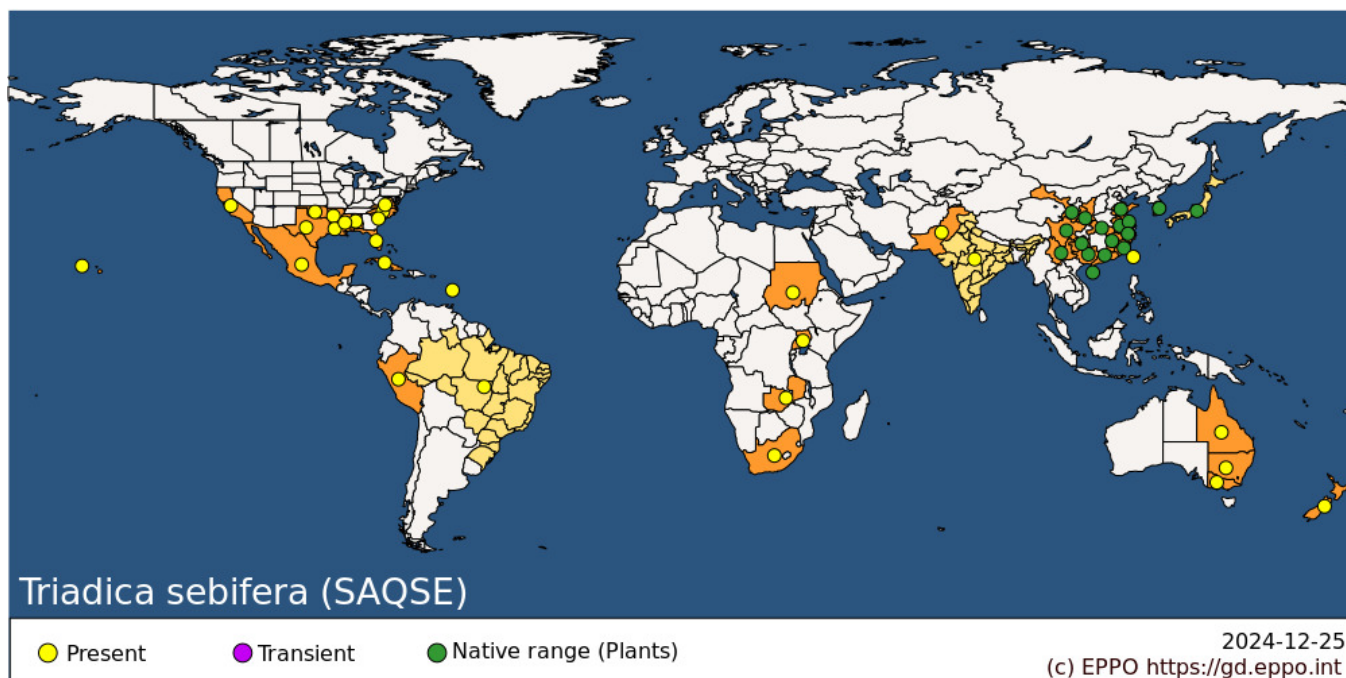 Triadica sebifera (SAQSE)
Present
Transient
Native range (Plants)
2024-12-25
(c) EPPO https://gd.eppo.int